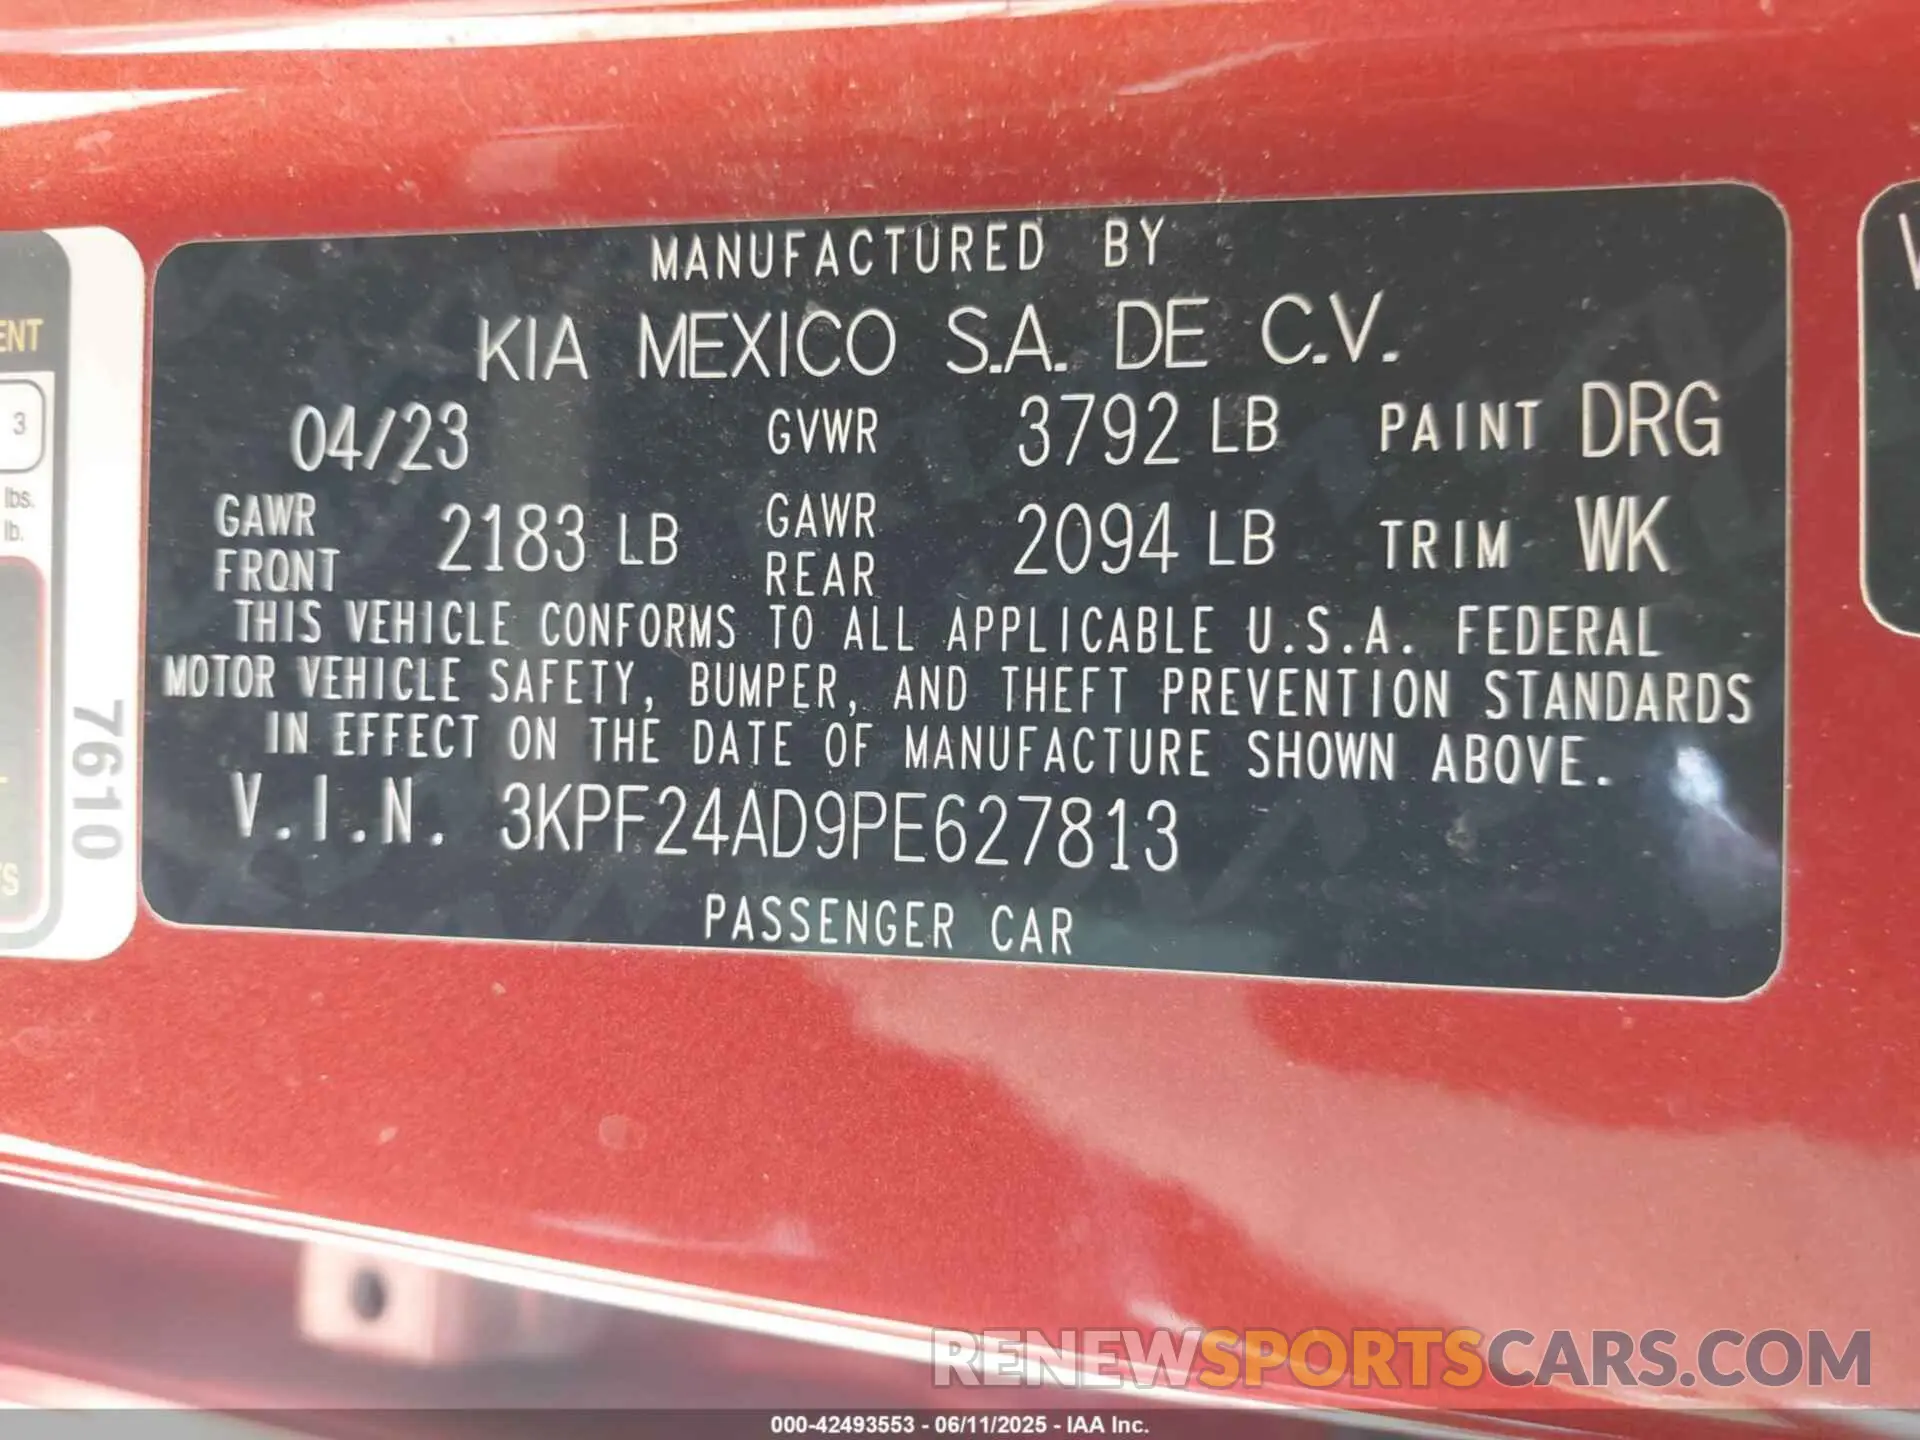 MANUFACTURED BY
KIA MEXICO S.A. DE C.V.
04/23 GVWR 3792 LB PAINT DRG
GAWR FRONT 2183 LB GAWR REAR 2094 LB TRIM WK
THIS VEHICLE CONFORMS TO ALL APPLICABLE U.S.A. FEDERAL
MOTOR VEHICLE SAFETY, BUMPER, AND THEFT PREVENTION STANDARDS
IN EFFECT ON THE DATE OF MANUFACTURE SHOWN ABOVE.
V.I.N. 3KPF24AD9PE627813
PASSENGER CAR
3
lbs.
lb.
7610
RENEWSPORTSCARS.COM
000-42493553 - 06/11/2025 - IAA Inc.